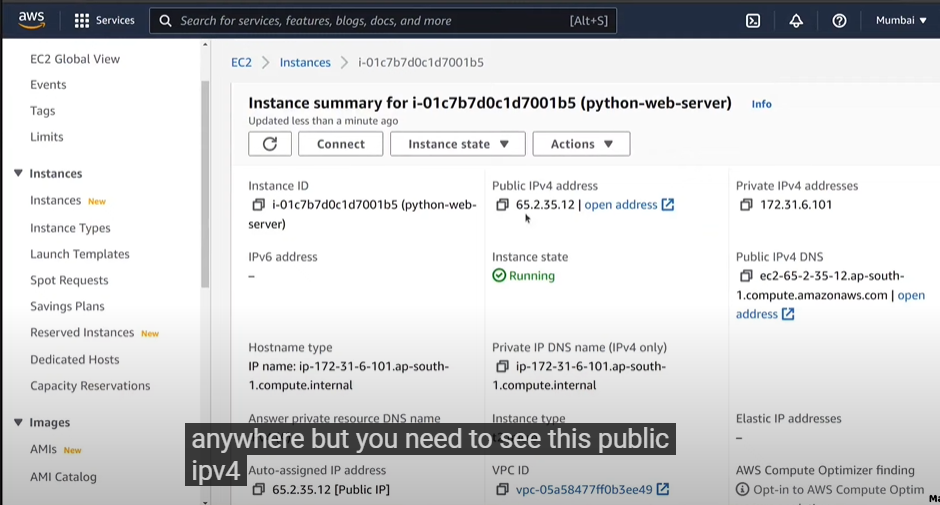 aws
Services
Search for services, features, blogs, docs, and more
[Alt+S]
Mumbai ▼
EC2 Global View
Events
Tags
Limits
▼ Instances
Instances New
Instance Types
Launch Templates
Spot Requests
Savings Plans
Reserved Instances New
Dedicated Hosts
Capacity Reservations
▼ Images
AMIs New
AMI Catalog
EC2 > Instances > i-01c7b7d0c1d7001b5
Instance summary for i-01c7b7d0c1d7001b5 (python-web-server) Info
Updated less than a minute ago
Connect
Instance state ▼
Actions ▼
Instance ID
i-01c7b7d0c1d7001b5 (python-web-
server)
Public IPv4 address
65.2.35.12 | open address
Private IPv4 addresses
172.31.6.101
IPv6 address
–
Instance state
Running
Public IPv4 DNS
ec2-65-2-35-12.ap-south-
1.compute.amazonaws.com | open
address
Hostname type
IP name: ip-172-31-6-101.ap-south-
1.compute.internal
Private IP DNS name (IPv4 only)
ip-172-31-6-101.ap-south-
1.compute.internal
Answer private resource DNS name
Instance type
Elastic IP addresses
–
anywhere but you need to see this public
ipv4
Auto-assigned IP address
65.2.35.12 [Public IP]
VPC ID
vpc-05a58477ff0b3ee49
AWS Compute Optimizer finding
Opt-in to AWS Compute Optim